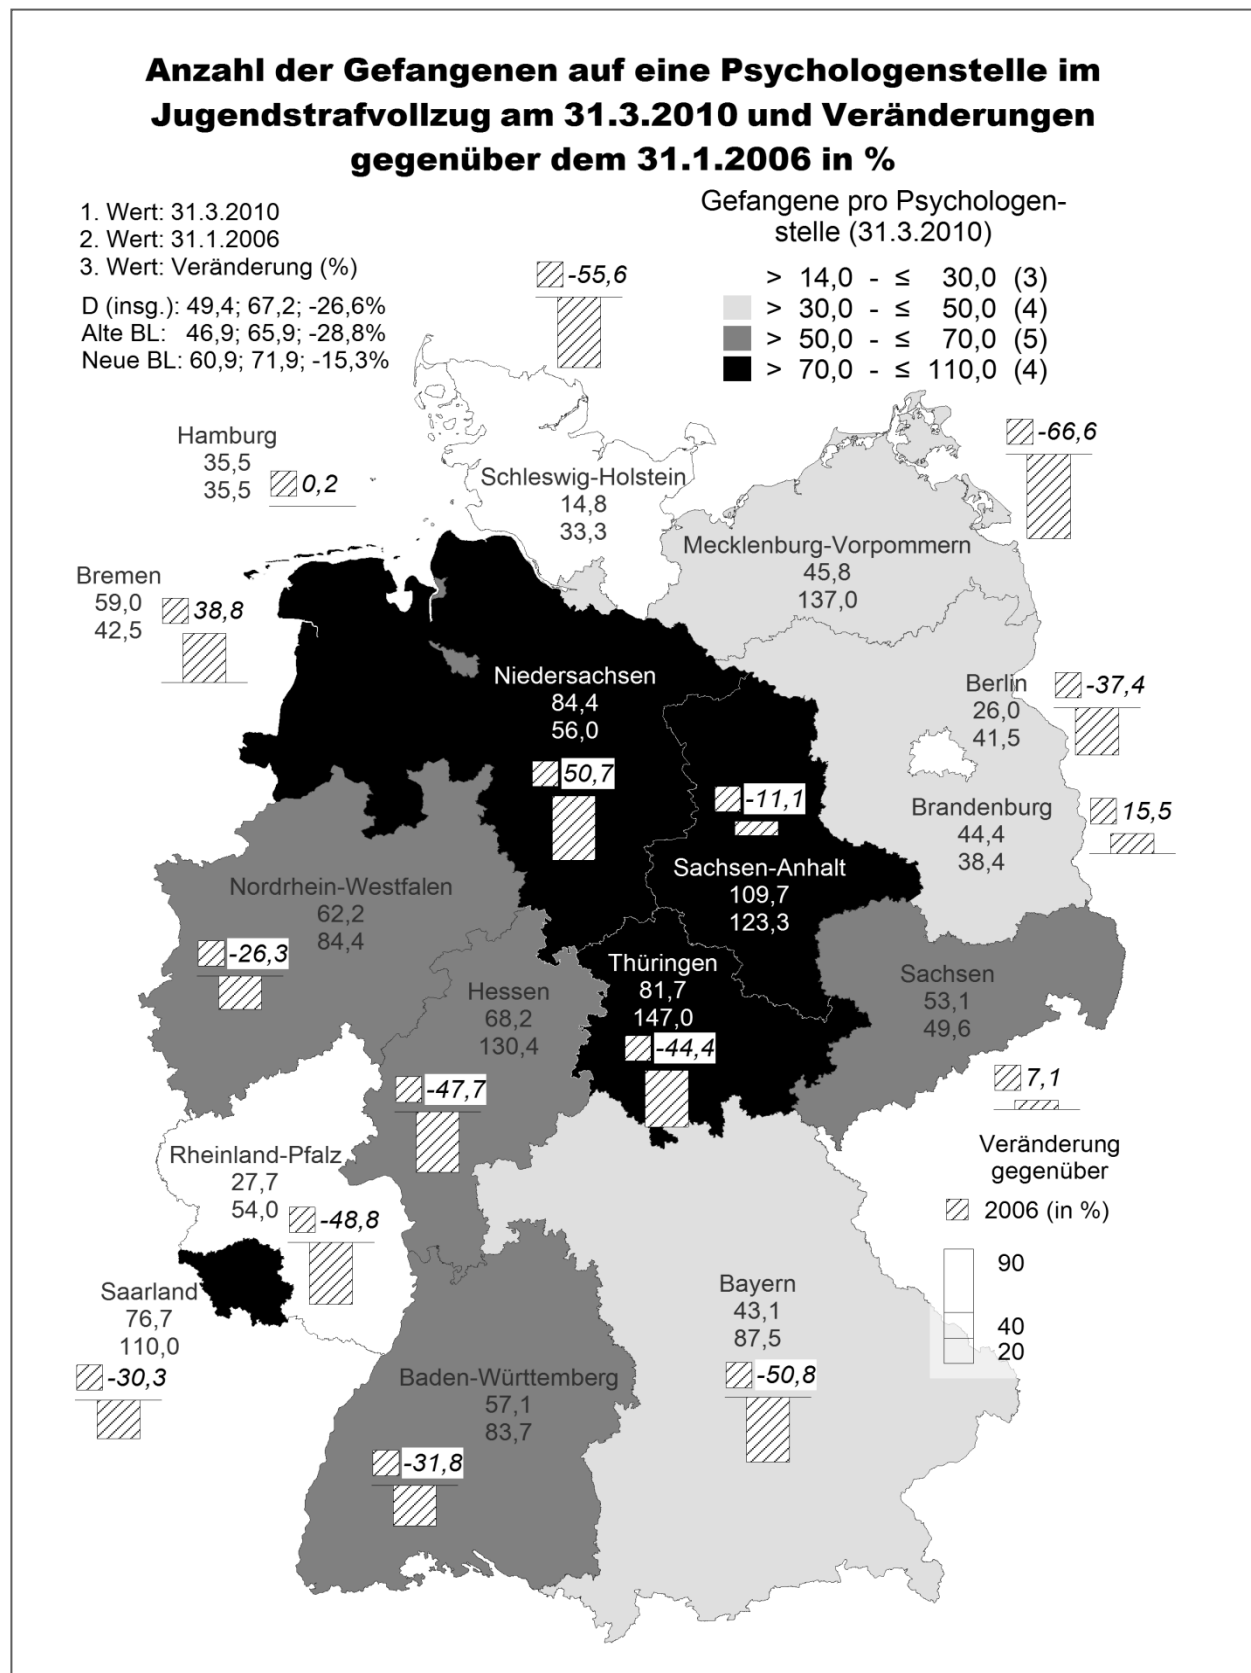 Anzahl der Gefangenen auf eine Psychologenstelle im
Jugendstrafvollzug am 31.3.2010 und Veränderungen
gegenüber dem 31.1.2006 in %
1. Wert: 31.3.2010
2. Wert: 31.1.2006
3. Wert: Veränderung (%)
D (insg.): 49,4; 67,2; -26,6%
Alte BL: 46,9; 65,9; -28,8%
Neue BL: 60,9; 71,9; -15,3%
Gefangene pro Psychologen-
stelle (31.3.2010)
> 14,0 - ≤ 30,0 (3)
> 30,0 - ≤ 50,0 (4)
> 50,0 - ≤ 70,0 (5)
> 70,0 - ≤ 110,0 (4)
-55,6
Schleswig-Holstein
14,8
33,3
Hamburg
35,5
35,5
0,2
-66,6
Mecklenburg-Vorpommern
45,8
137,0
Bremen
59,0
42,5
38,8
Niedersachsen
84,4
56,0
50,7
Berlin
26,0
41,5
-37,4
Brandenburg
44,4
38,4
15,5
-11,1
Sachsen-Anhalt
109,7
123,3
Nordrhein-Westfalen
62,2
84,4
-26,3
Hessen
68,2
130,4
-47,7
Thüringen
81,7
147,0
-44,4
Sachsen
53,1
49,6
7,1
Rheinland-Pfalz
27,7
54,0
-48,8
Saarland
76,7
110,0
-30,3
Baden-Württemberg
57,1
83,7
-31,8
Bayern
43,1
87,5
-50,8
Veränderung
gegenüber
2006 (in %)
90
40
20